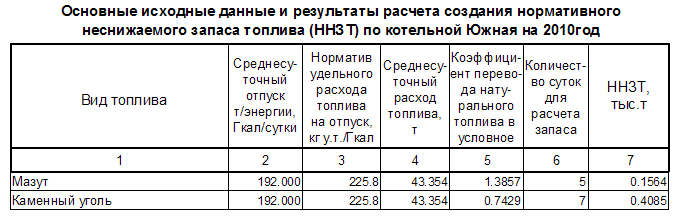 Основные исходные данные и результаты расчета создания нормативного
неснижаемого запаса топлива (ННЗТ) по котельной Южная на 2010год
Вид топлива
Среднесу-
точный
отпуск
т/энергии,
Гкал/сутки
Норматив
удельного
расхода
топлива
на отпуск,
кг у.т./Гкал
Среднесу-
точный
расход
топлива,
т
Коэффици-
ент перево-
да нату-
рального
топлива в
условное
Количест-
во суток
для
расчета
запаса
ННЗТ,
тыс.т
1 2 3 4 5 6 7
Мазут 192.000 225.8 43.354 1.3857 5 0.1564
Каменный уголь 192.000 225.8 43.354 0.7429 7 0.4085